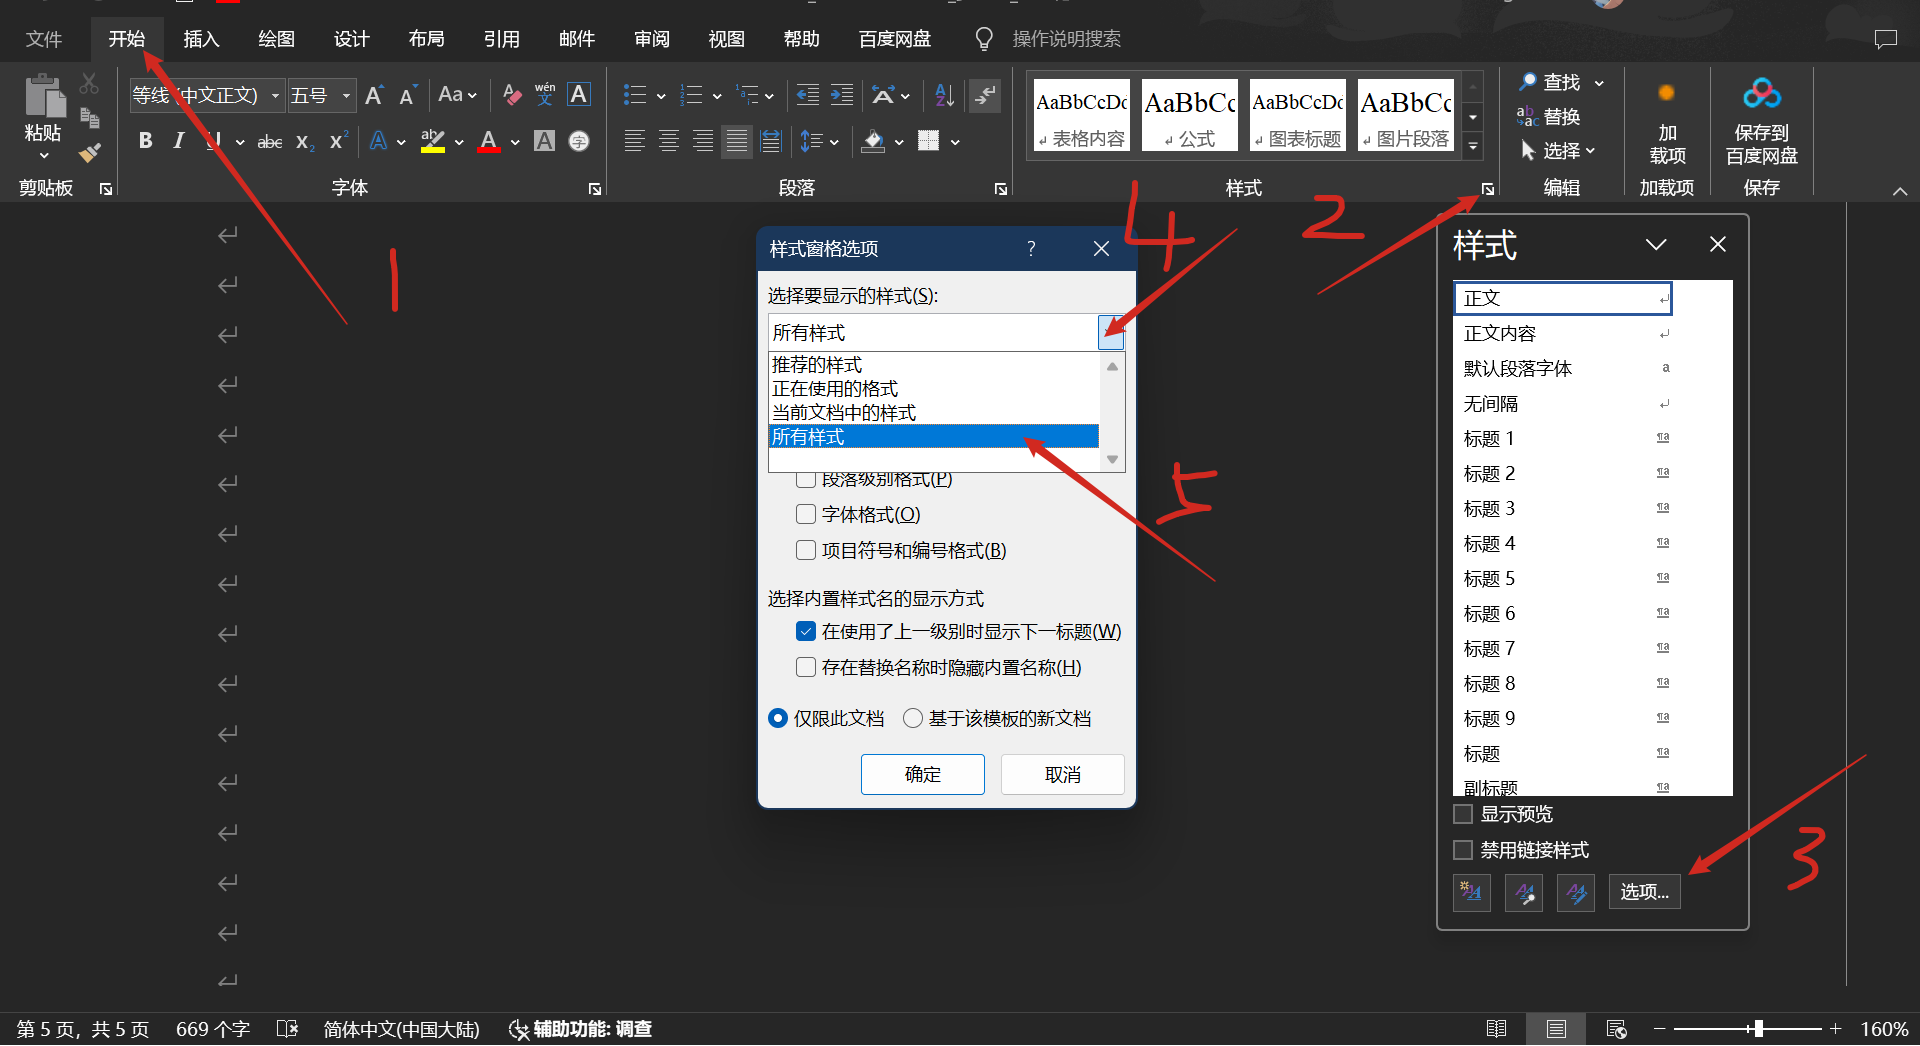 文件 开始 插入 绘图 设计 布局 引用 邮件 审阅 视图 帮助 百度网盘 操作说明搜索
等线 (中文正文) 五号 A A Aa A wén 文 A
AaBbCcDc AaBbCc AaBbCcDc AaBbCc
↵ 表格内容 ↵ 公式 ↵ 图表标题 ↵ 图片段落
查找
替换
选择
粘贴
B I U abc X₂ X² A ab A A 字
加
载项
保存到
百度网盘
剪贴板 字体 段落 样式 编辑 加载项 保存
1
2
3
4
5
样式窗格选项 ?
选择要显示的样式(S):
所有样式
推荐的样式
正在使用的格式
当前文档中的样式
所有样式
段落级别格式(P)
字体格式(O)
项目符号和编号格式(B)
选择内置样式名的显示方式
在使用了上一级别时显示下一标题(W)
存在替换名称时隐藏内置名称(H)
仅限此文档 基于该模板的新文档
确定 取消
样式
正文
正文内容
默认段落字体 a
无间隔
标题 1
标题 2
标题 3
标题 4
标题 5
标题 6
标题 7
标题 8
标题 9
标题
副标题
显示预览
禁用链接样式
选项...
第 5 页，共 5 页 669 个字 简体中文(中国大陆) 辅助功能: 调查 160%